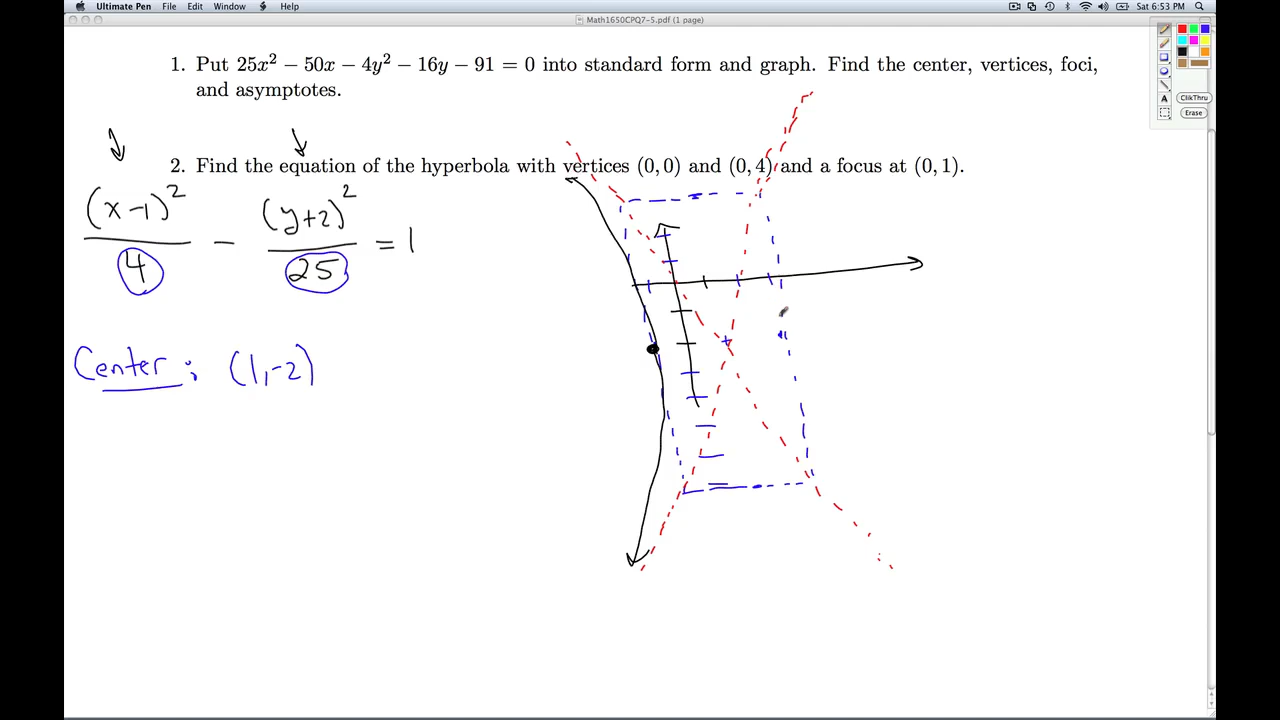 Ultimate Pen File Edit Window Help Sat 6:53 PM
Math1650CPQ7-5.pdf (1 page)
1. Put 25x² − 50x − 4y² − 16y − 91 = 0 into standard form and graph. Find the center, vertices, foci,
and asymptotes.
2. Find the equation of the hyperbola with vertices (0, 0) and (0, 4) and a focus at (0, 1).
(x-1)²/4 - (y+2)²/25 = 1
Center: (1,-2)
A
ClikThru
Erase